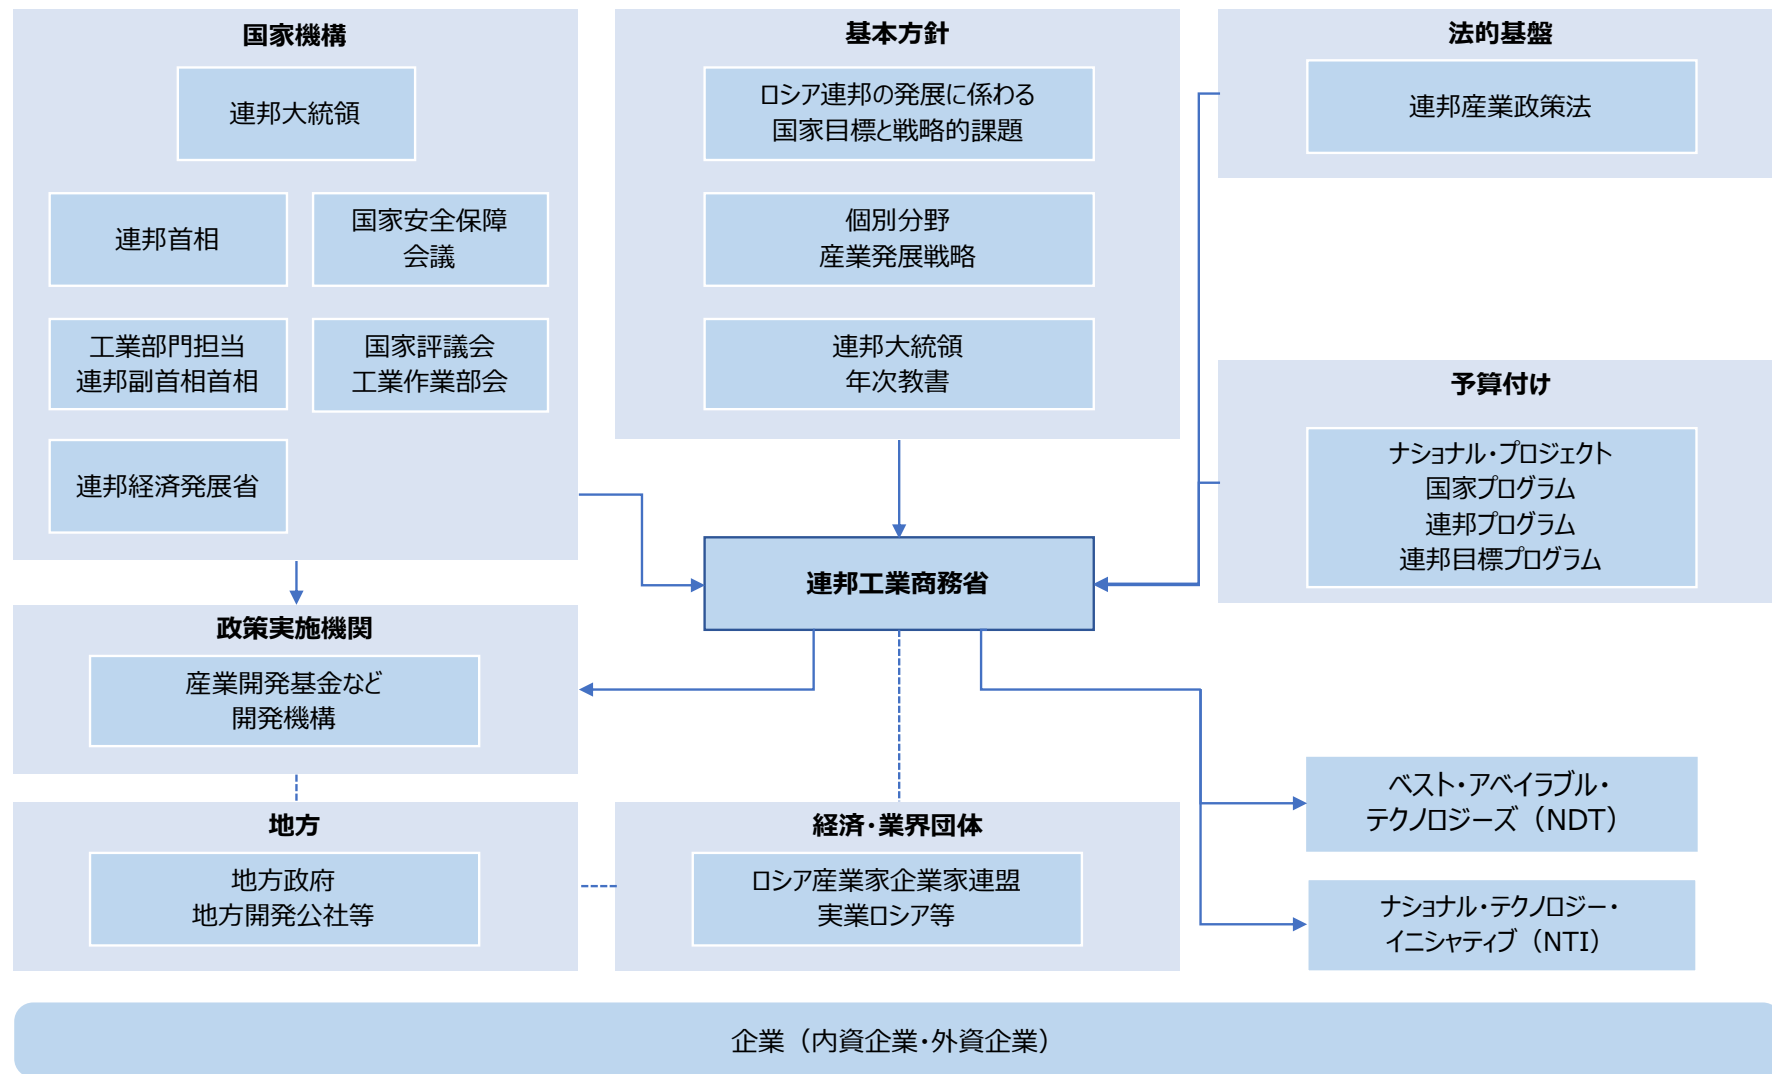 国家機構
連邦大統領
連邦首相
国家安全保障
会議
工業部門担当
連邦副首相首相
国家評議会
工業作業部会
連邦経済発展省
基本方針
ロシア連邦の発展に係わる
国家目標と戦略的課題
個別分野
産業発展戦略
連邦大統領
年次教書
法的基盤
連邦産業政策法
予算付け
ナショナル・プロジェクト
国家プログラム
連邦プログラム
連邦目標プログラム
連邦工業商務省
政策実施機関
産業開発基金など
開発機構
地方
地方政府
地方開発公社等
経済・業界団体
ロシア産業家企業家連盟
実業ロシア等
ベスト・アベイラブル・
テクノロジーズ（NDT）
ナショナル・テクノロジー・
イニシャティブ（NTI）
企業（内資企業・外資企業）